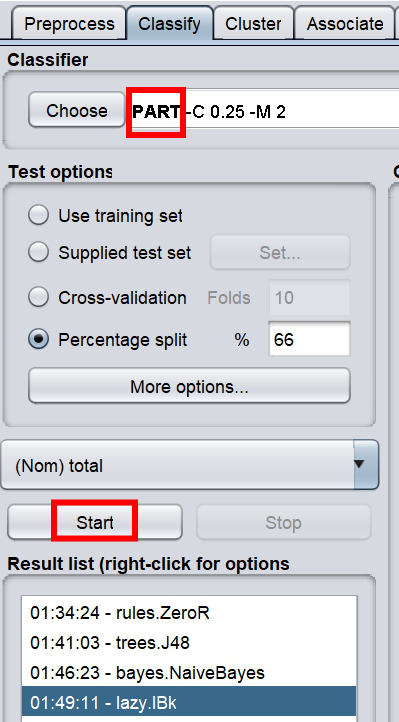 Preprocess Classify Cluster Associate
Classifier
Choose PART -C 0.25 -M 2
Test options
Use training set
Supplied test set Set...
Cross-validation Folds 10
Percentage split % 66
More options...
(Nom) total
Start Stop
Result list (right-click for options
01:34:24 - rules.ZeroR
01:41:03 - trees.J48
01:46:23 - bayes.NaiveBayes
01:49:11 - lazy.IBk